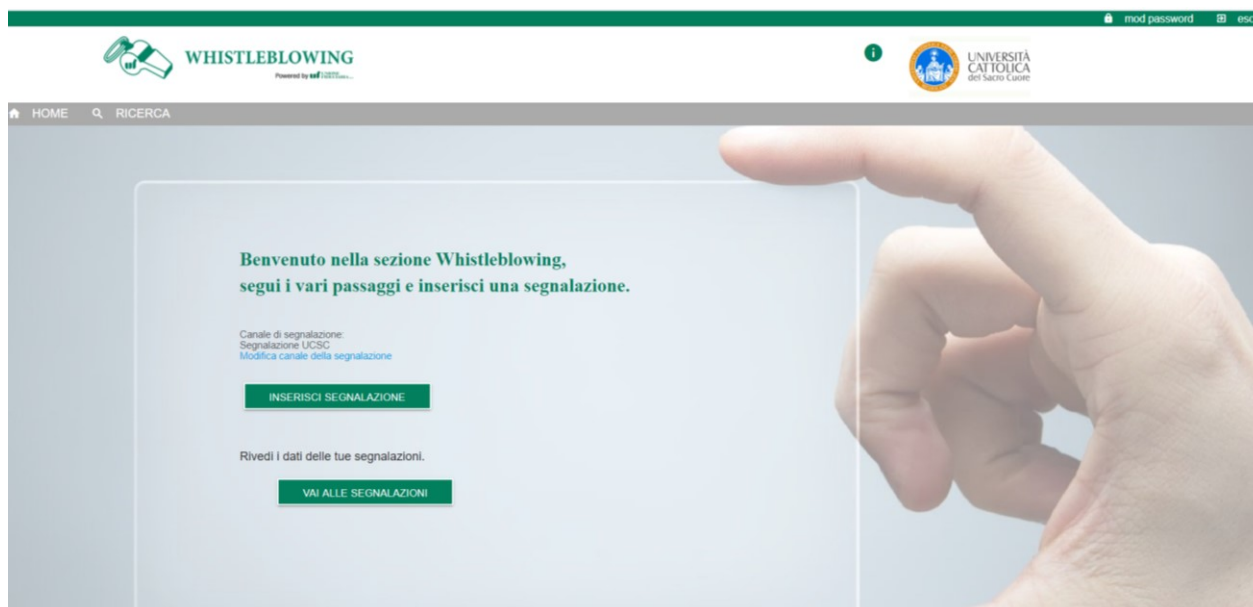 mod password esc
WHISTLEBLOWING
Powered by
UNIVERSITÀ
CATTOLICA
del Sacro Cuore
HOME RICERCA
Benvenuto nella sezione Whistleblowing,
segui i vari passaggi e inserisci una segnalazione.
Canale di segnalazione:
Segnalazione UCSC
Modifica canale della segnalazione
INSERISCI SEGNALAZIONE
Rivedi i dati delle tue segnalazioni.
VAI ALLE SEGNALAZIONI